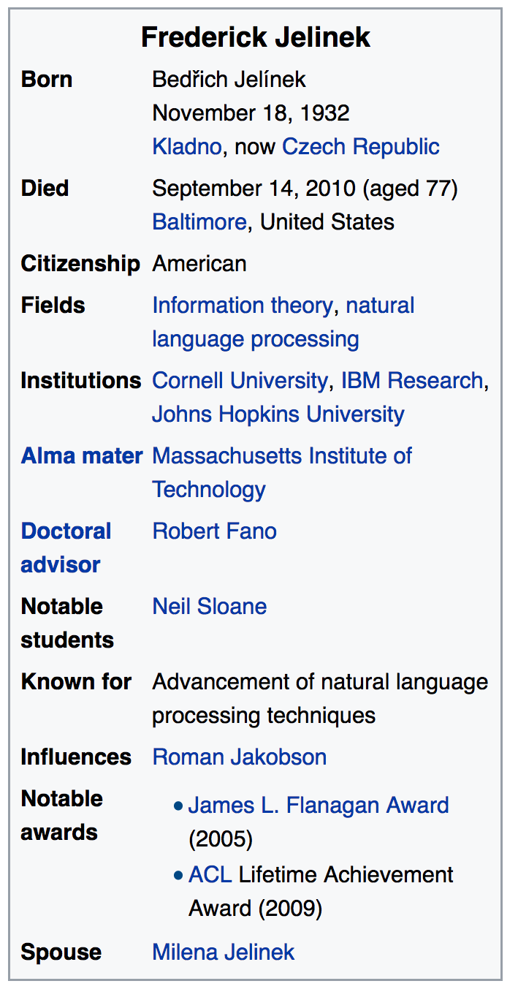 Frederick Jelinek
Born Bedřich Jelínek
November 18, 1932
Kladno, now Czech Republic
Died September 14, 2010 (aged 77)
Baltimore, United States
Citizenship American
Fields Information theory, natural
language processing
Institutions Cornell University, IBM Research,
Johns Hopkins University
Alma mater Massachusetts Institute of
Technology
Doctoral Robert Fano
advisor
Notable Neil Sloane
students
Known for Advancement of natural language
processing techniques
Influences Roman Jakobson
Notable • James L. Flanagan Award
awards (2005)
• ACL Lifetime Achievement
Award (2009)
Spouse Milena Jelinek